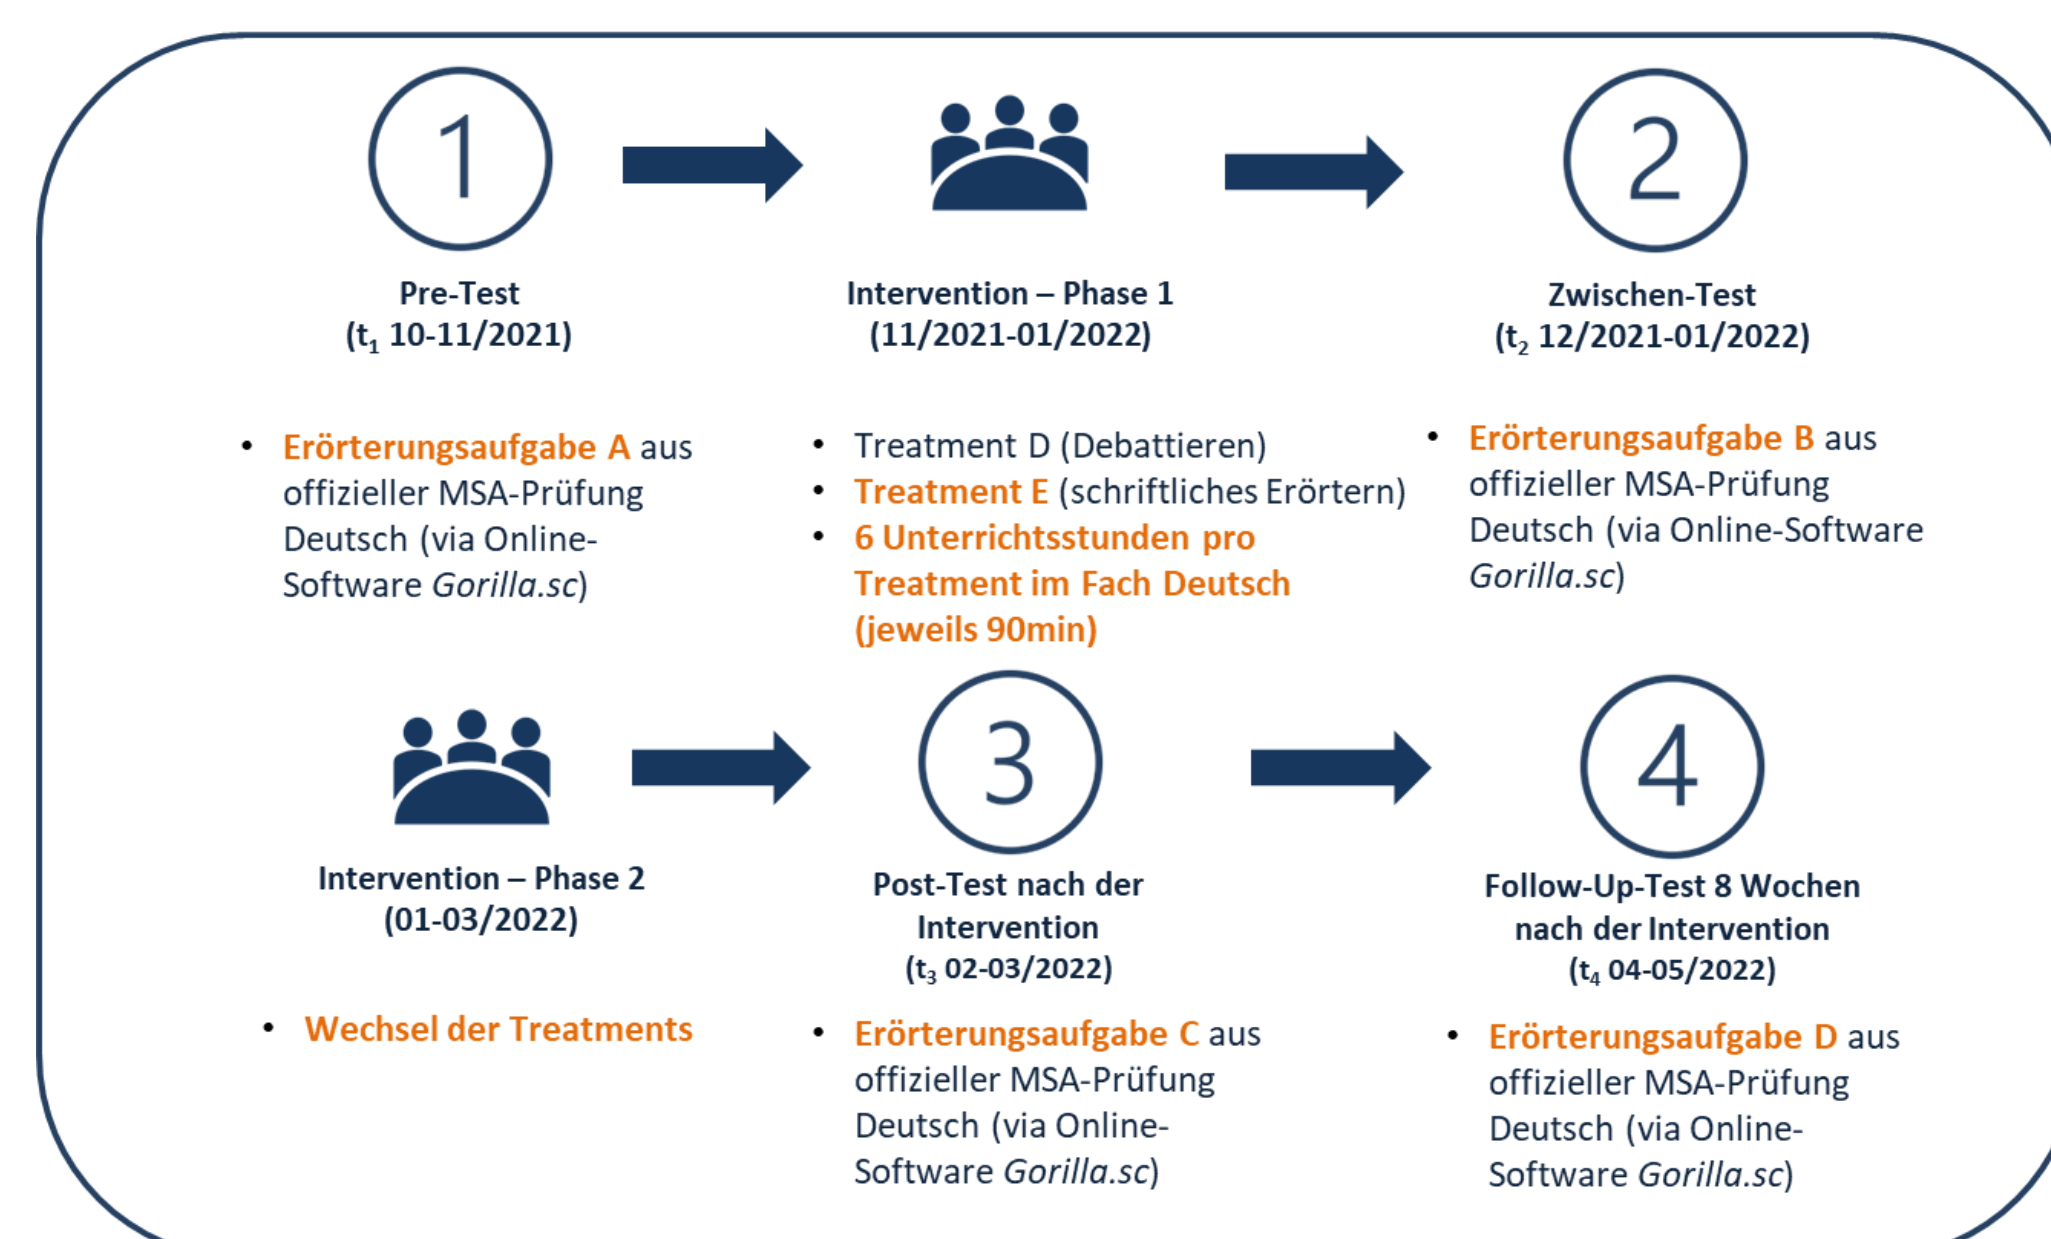 1
2
Pre-Test
(t₁ 10-11/2021)
Intervention – Phase 1
(11/2021-01/2022)
Zwischen-Test
(t₂ 12/2021-01/2022)
• Erörterungsaufgabe A aus
offizieller MSA-Prüfung
Deutsch (via Online-
Software Gorilla.sc)
• Treatment D (Debattieren)
• Treatment E (schriftliches Erörtern)
• 6 Unterrichtsstunden pro
Treatment im Fach Deutsch
(jeweils 90min)
• Erörterungsaufgabe B aus
offizieller MSA-Prüfung
Deutsch (via Online-Software
Gorilla.sc)
3
4
Intervention – Phase 2
(01-03/2022)
Post-Test nach der
Intervention
(t₃ 02-03/2022)
Follow-Up-Test 8 Wochen
nach der Intervention
(t₄ 04-05/2022)
• Wechsel der Treatments
• Erörterungsaufgabe C aus
offizieller MSA-Prüfung
Deutsch (via Online-
Software Gorilla.sc)
• Erörterungsaufgabe D aus
offizieller MSA-Prüfung
Deutsch (via Online-
Software Gorilla.sc)